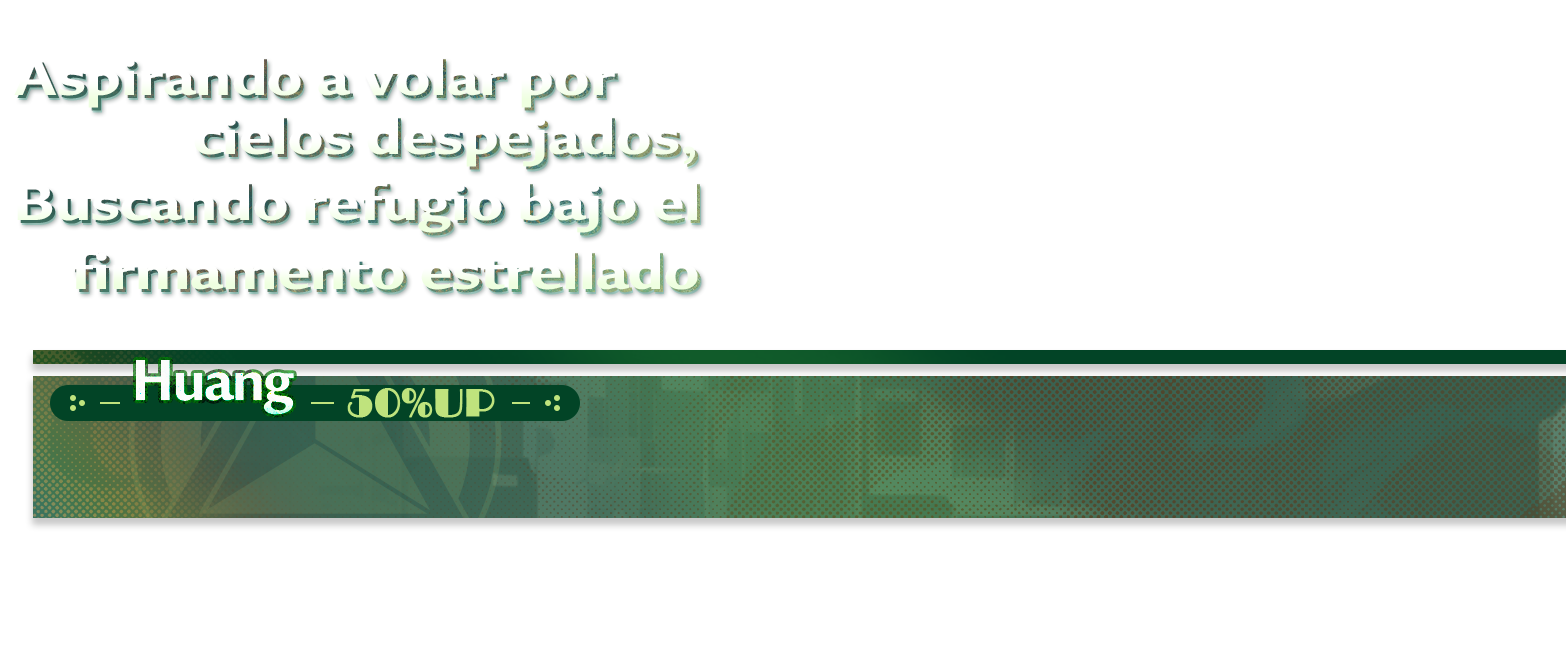 Aspirando a volar por
cielos despejados,
Buscando refugio bajo el
firmamento estrellado
Huang
50%UP